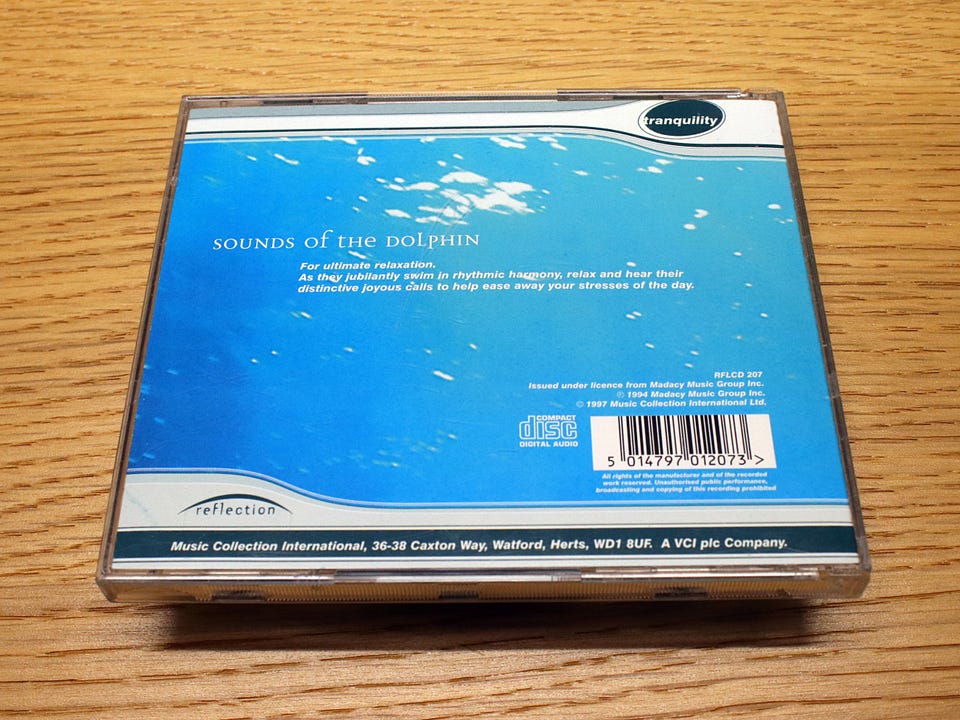 tranquility
SOUNDS of THE DOLPHIN
For ultimate relaxation.
As they jubilantly swim in rhythmic harmony, relax and hear their
distinctive joyous calls to help ease away your stresses of the day.
RFLCD 207
Issued under licence from Madacy Music Group Inc.
℗ 1994 Madacy Music Group Inc.
© 1997 Music Collection International Ltd.
COMPACT
disc
DIGITAL AUDIO
5 014797 012073 >
All rights of the manufacturer and of the recorded
work reserved. Unauthorised public performance,
broadcasting and copying of this recording prohibited
reflection
Music Collection International, 36-38 Caxton Way, Watford, Herts, WD1 8UF. A VCI plc Company.